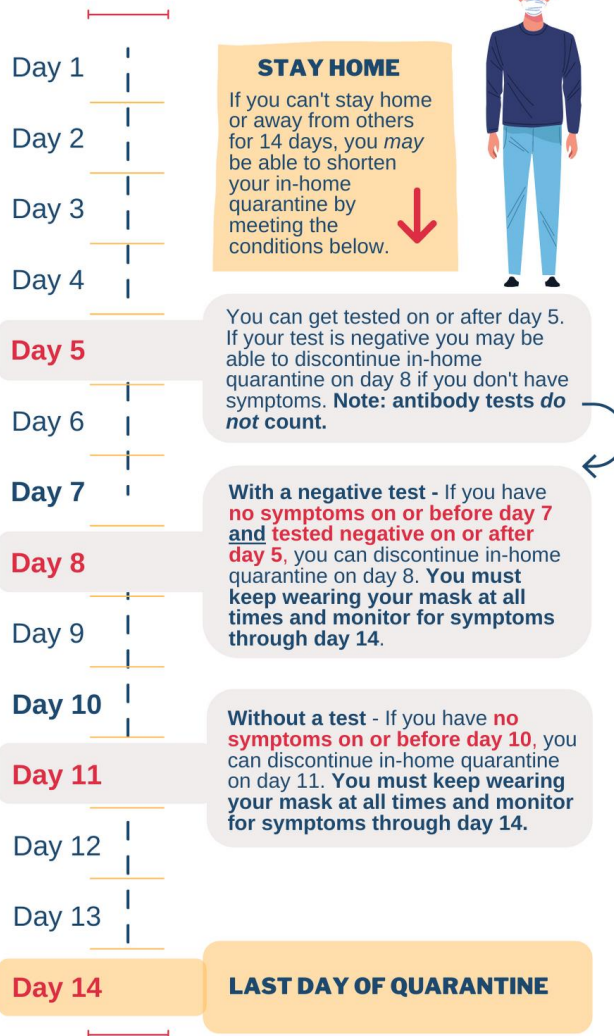 Day 1
Day 2
Day 3
Day 4
Day 5
Day 6
Day 7
Day 8
Day 9
Day 10
Day 11
Day 12
Day 13
Day 14
STAY HOME
If you can't stay home
or away from others
for 14 days, you may
be able to shorten
your in-home
quarantine by
meeting the
conditions below.
You can get tested on or after day 5.
If your test is negative you may be
able to discontinue in-home
quarantine on day 8 if you don't have
symptoms. Note: antibody tests do
not count.
With a negative test - If you have
no symptoms on or before day 7
and tested negative on or after
day 5, you can discontinue in-home
quarantine on day 8. You must
keep wearing your mask at all
times and monitor for symptoms
through day 14.
Without a test - If you have no
symptoms on or before day 10, you
can discontinue in-home quarantine
on day 11. You must keep wearing
your mask at all times and monitor
for symptoms through day 14.
LAST DAY OF QUARANTINE